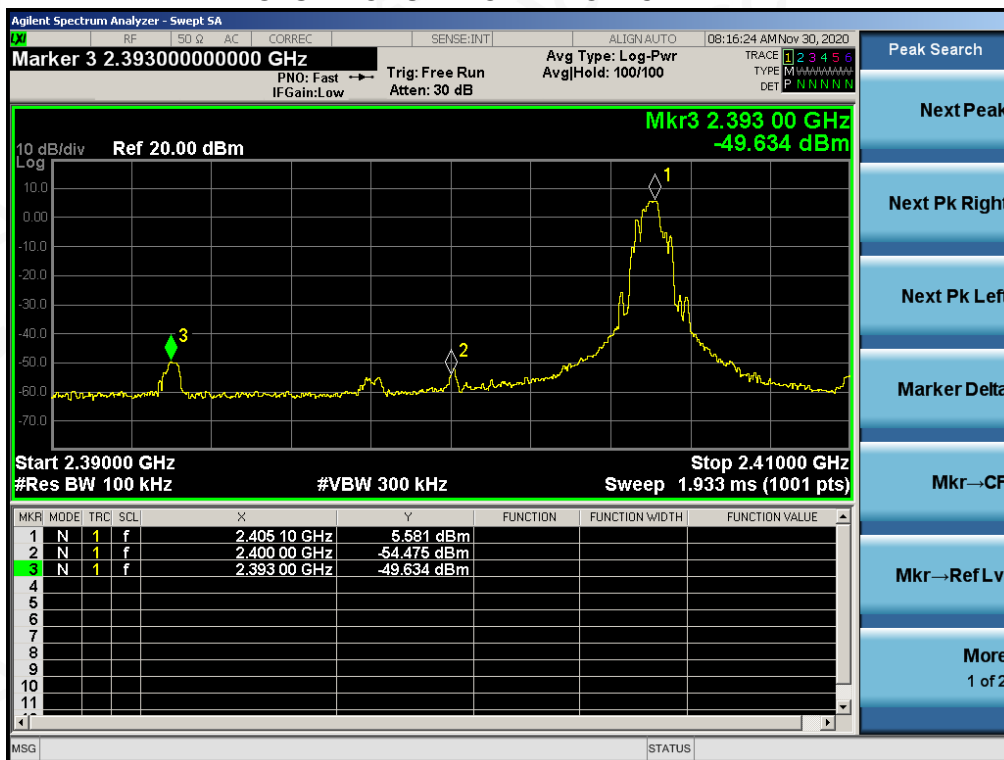 Agilent Spectrum Analyzer - Swept SA
LXI RF 50 Ω AC CORREC SENSE:INT ALIGN AUTO 08:16:24 AM Nov 30, 2020
Marker 3 2.393000000000 GHz
PNO: Fast
IFGain:Low
Trig: Free Run
Atten: 30 dB
Avg Type: Log-Pwr
Avg|Hold: 100/100
TRACE 1 2 3 4 5 6
TYPE M
DET P N N N N N
Mkr3 2.393 00 GHz
-49.634 dBm
10 dB/div Ref 20.00 dBm
Log
10.0
0.00
-10.0
-20.0
-30.0
-40.0
-50.0
-60.0
-70.0
1
2
3
Start 2.39000 GHz Stop 2.41000 GHz
#Res BW 100 kHz #VBW 300 kHz Sweep 1.933 ms (1001 pts)
MKR MODE TRC SCL X Y FUNCTION FUNCTION WIDTH FUNCTION VALUE
1 N 1 f 2.405 10 GHz 5.581 dBm
2 N 1 f 2.400 00 GHz -54.475 dBm
3 N 1 f 2.393 00 GHz -49.634 dBm
4
5
6
7
8
9
10
11
MSG STATUS
Peak Search
Next Peak
Next Pk Right
Next Pk Left
Marker Delta
Mkr→CF
Mkr→Ref Lv
More
1 of 2